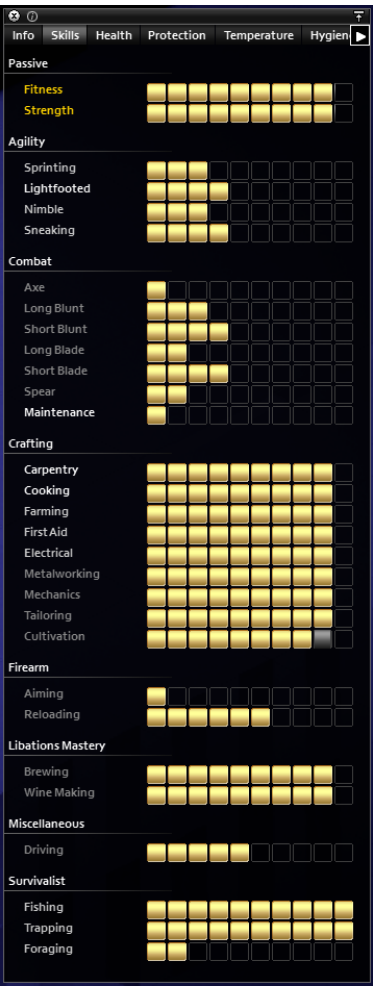 Info Skills Health Protection Temperature Hygien
Passive
Fitness
Strength
Agility
Sprinting
Lightfooted
Nimble
Sneaking
Combat
Axe
Long Blunt
Short Blunt
Long Blade
Short Blade
Spear
Maintenance
Crafting
Carpentry
Cooking
Farming
First Aid
Electrical
Metalworking
Mechanics
Tailoring
Cultivation
Firearm
Aiming
Reloading
Libations Mastery
Brewing
Wine Making
Miscellaneous
Driving
Survivalist
Fishing
Trapping
Foraging